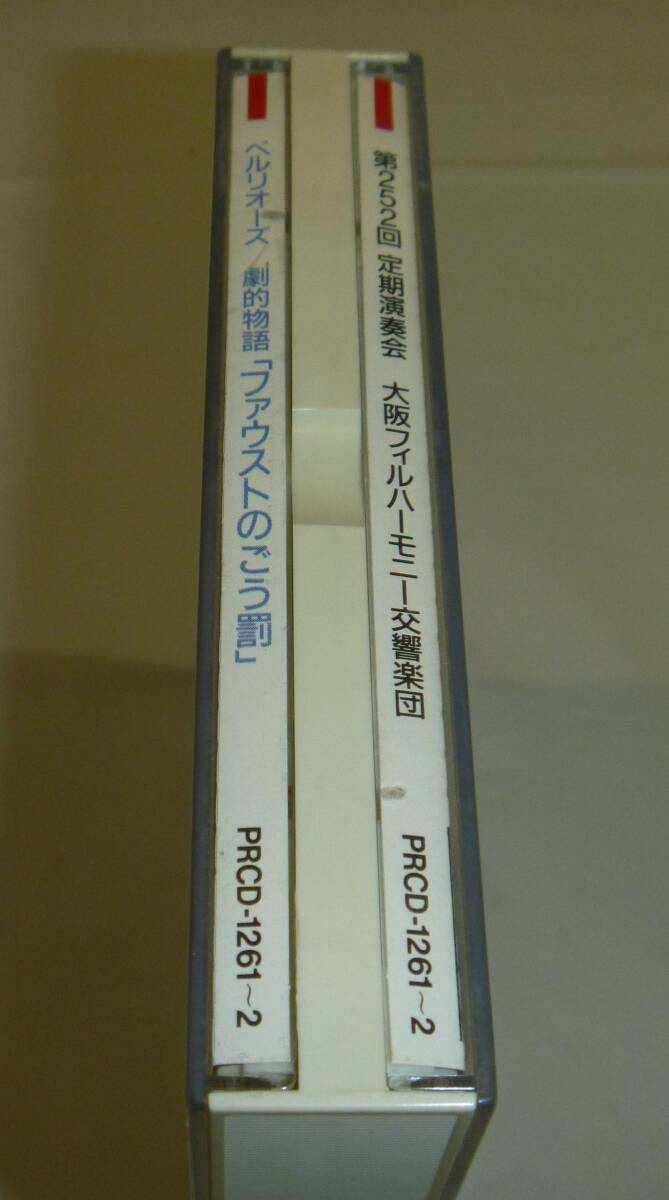 ベルリオーズ/劇的物語「ファウストのごう罰」
PRCD-1261~2
第252回 定期演奏会 大阪フィルハーモニー交響楽団
PRCD-1261~2